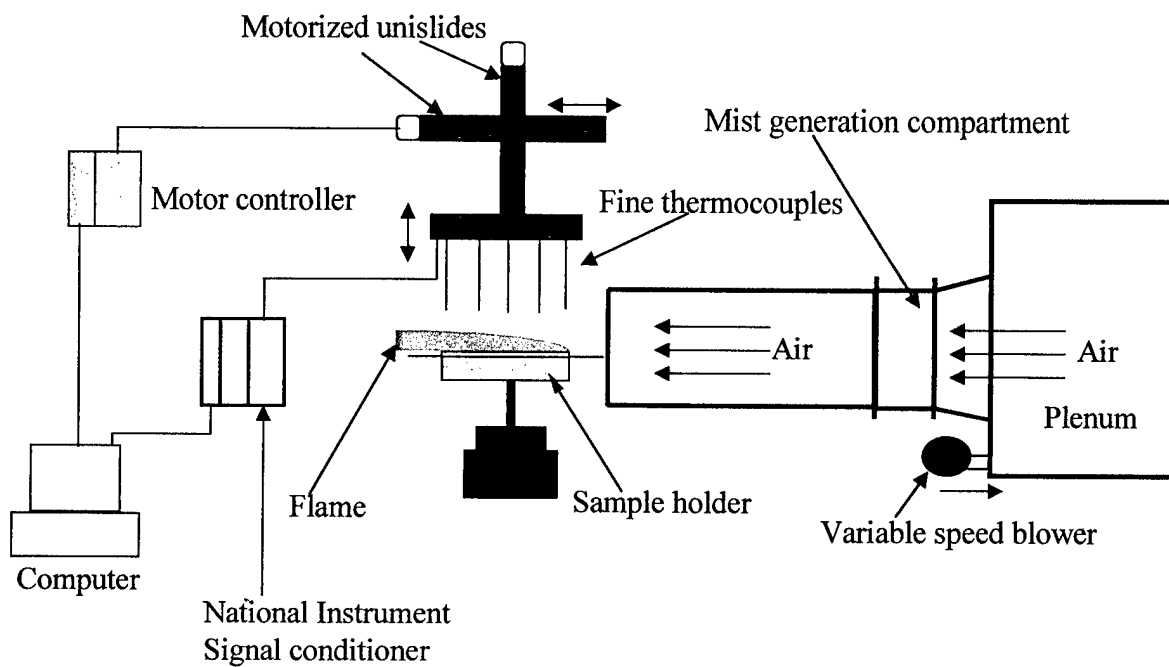 Motorized unislides
Mist generation compartment
Motor controller
Fine thermocouples
Air
Air
Plenum
Flame
Sample holder
Variable speed blower
Computer
National Instrument
Signal conditioner